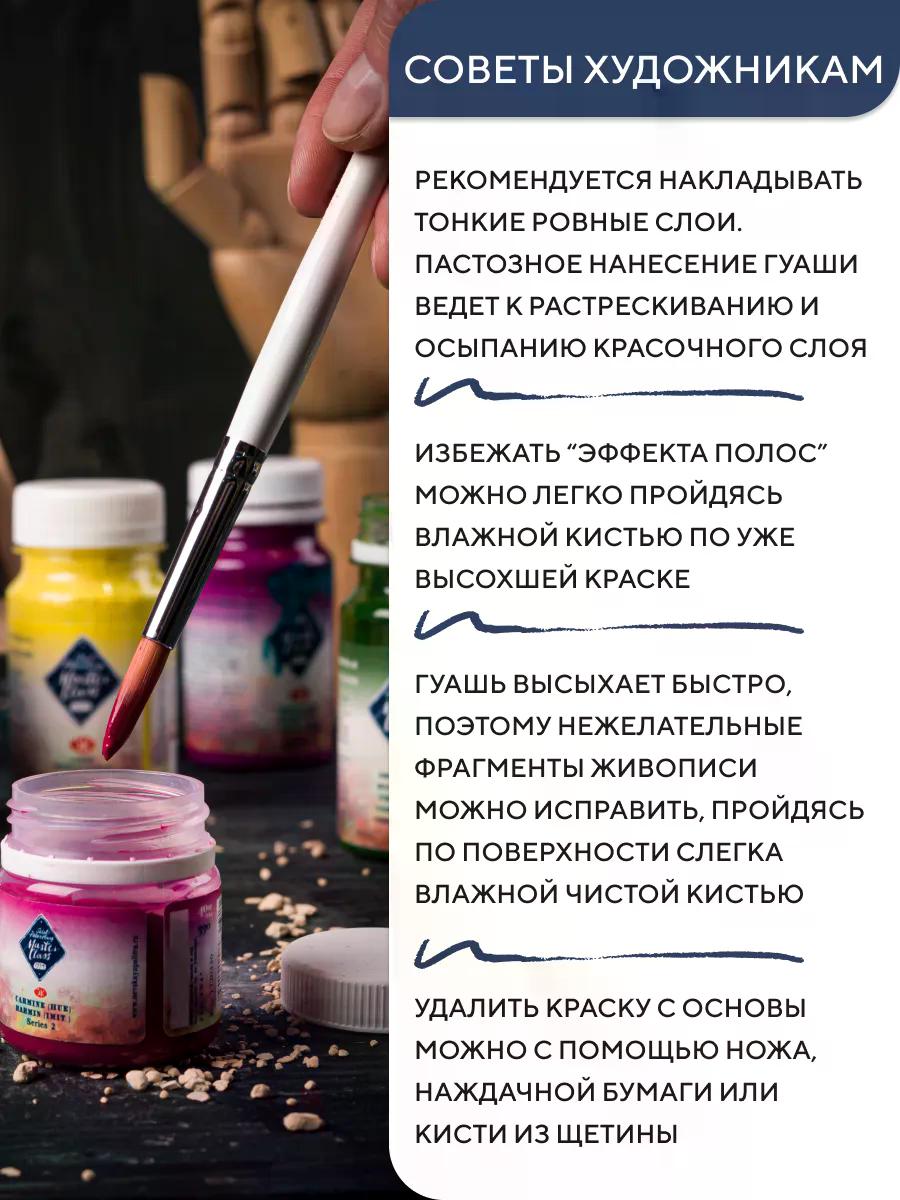 СОВЕТЫ ХУДОЖНИКАМ
РЕКОМЕНДУЕТСЯ НАКЛАДЫВАТЬ
ТОНКИЕ РОВНЫЕ СЛОИ.
ПАСТОЗНОЕ НАНЕСЕНИЕ ГУАШИ
ВЕДЕТ К РАСТРЕСКИВАНИЮ И
ОСЫПАНИЮ КРАСОЧНОГО СЛОЯ
ИЗБЕЖАТЬ “ЭФФЕКТА ПОЛОС”
МОЖНО ЛЕГКО ПРОЙДЯСЬ
ВЛАЖНОЙ КИСТЬЮ ПО УЖЕ
ВЫСОХШЕЙ КРАСКЕ
ГУАШЬ ВЫСЫХАЕТ БЫСТРО,
ПОЭТОМУ НЕЖЕЛАТЕЛЬНЫЕ
ФРАГМЕНТЫ ЖИВОПИСИ
МОЖНО ИСПРАВИТЬ, ПРОЙДЯСЬ
ПО ПОВЕРХНОСТИ СЛЕГКА
ВЛАЖНОЙ ЧИСТОЙ КИСТЬЮ
УДАЛИТЬ КРАСКУ С ОСНОВЫ
МОЖНО С ПОМОЩЬЮ НОЖА,
НАЖДАЧНОЙ БУМАГИ ИЛИ
КИСТИ ИЗ ЩЕТИНЫ
Master
Class
CARMINE (HUE)
Series 2